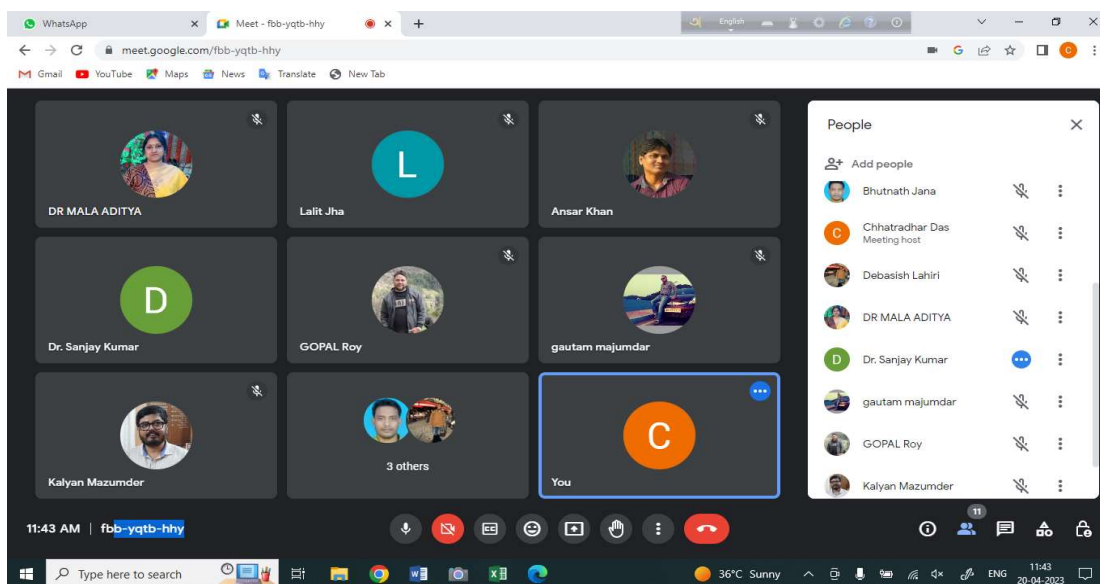 WhatsApp
Meet - fbb-yqtb-hhy
English
meet.google.com/fbb-yqtb-hhy
G
C
Gmail
YouTube
Maps
News
Translate
New Tab
DR MALA ADITYA
L
Lalit Jha
Ansar Khan
D
Dr. Sanjay Kumar
GOPAL Roy
gautam majumdar
Kalyan Mazumder
3 others
C
You
People
Add people
Bhutnath Jana
C
Chhatradhar Das
Meeting host
Debasish Lahiri
DR MALA ADITYA
D
Dr. Sanjay Kumar
gautam majumdar
GOPAL Roy
Kalyan Mazumder
11:43 AM | fbb-yqtb-hhy
CC
11
Type here to search
36°C Sunny
ENG
11:43
20-04-2023